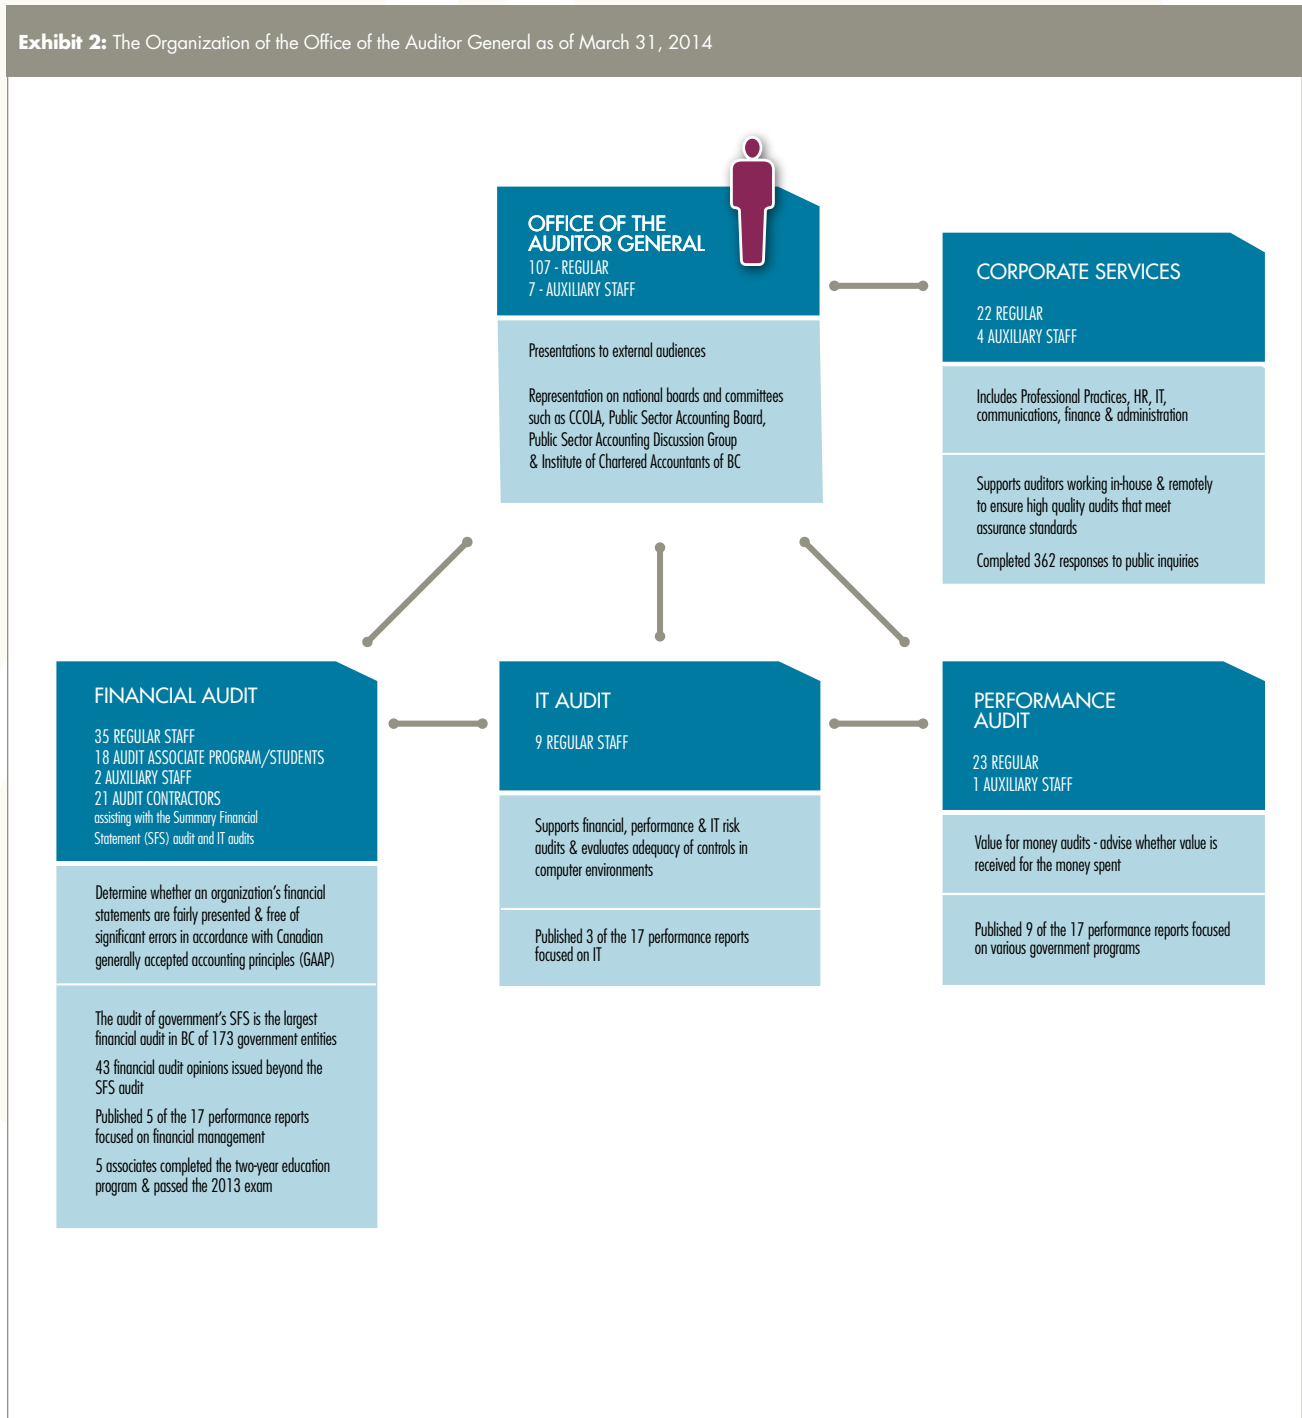 Exhibit 2: The Organization of the Office of the Auditor General as of March 31, 2014
OFFICE OF THE
AUDITOR GENERAL
107 - REGULAR
7 - AUXILIARY STAFF
Presentations to external audiences
Representation on national boards and committees
such as CCOLA, Public Sector Accounting Board,
Public Sector Accounting Discussion Group
& Institute of Chartered Accountants of BC
CORPORATE SERVICES
22 REGULAR
4 AUXILIARY STAFF
Includes Professional Practices, HR, IT,
communications, finance & administration
Supports auditors working in-house & remotely
to ensure high quality audits that meet
assurance standards
Completed 362 responses to public inquiries
FINANCIAL AUDIT
35 REGULAR STAFF
18 AUDIT ASSOCIATE PROGRAM/STUDENTS
2 AUXILIARY STAFF
21 AUDIT CONTRACTORS
assisting with the Summary Financial
Statement (SFS) audit and IT audits
Determine whether an organization's financial
statements are fairly presented & free of
significant errors in accordance with Canadian
generally accepted accounting principles (GAAP)
The audit of government's SFS is the largest
financial audit in BC of 173 government entities
43 financial audit opinions issued beyond the
SFS audit
Published 5 of the 17 performance reports
focused on financial management
5 associates completed the two-year education
program & passed the 2013 exam
IT AUDIT
9 REGULAR STAFF
Supports financial, performance & IT risk
audits & evaluates adequacy of controls in
computer environments
Published 3 of the 17 performance reports
focused on IT
PERFORMANCE
AUDIT
23 REGULAR
1 AUXILIARY STAFF
Value for money audits - advise whether value is
received for the money spent
Published 9 of the 17 performance reports focused
on various government programs